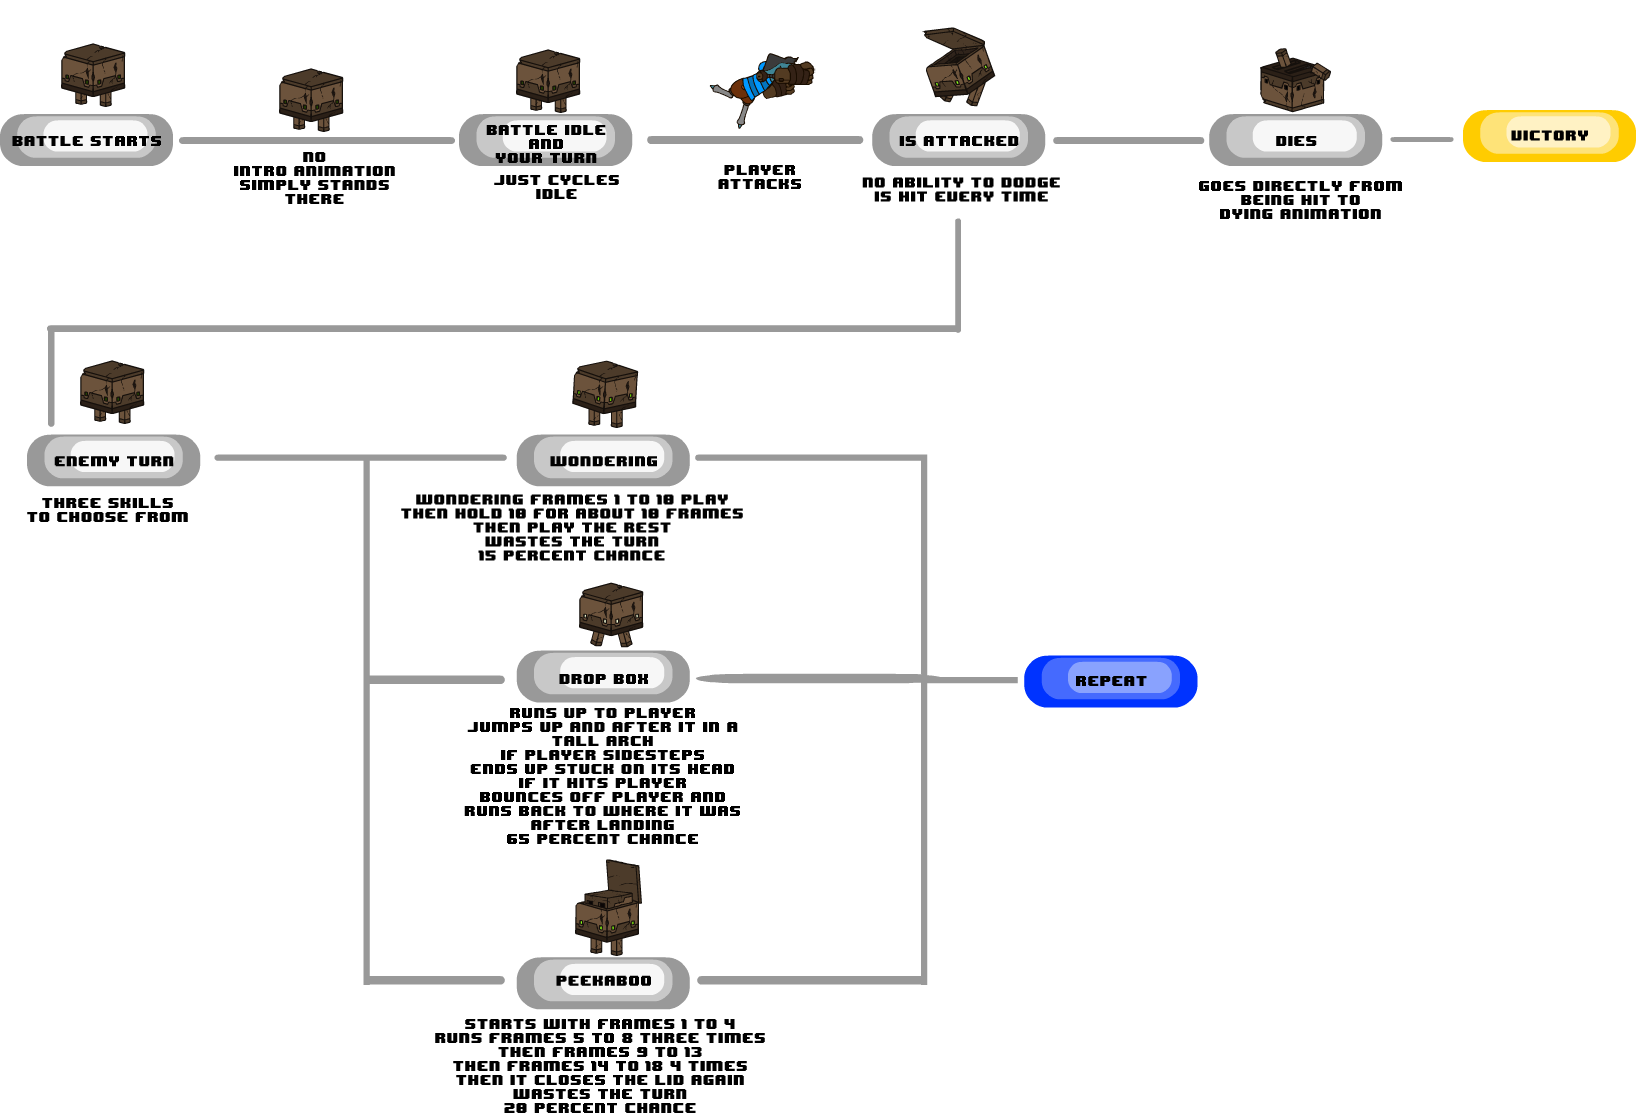 BATTLE STARTS
NO
INTRO ANIMATION
SIMPLY STANDS
THERE
BATTLE IDLE
AND
YOUR TURN
JUST CYCLES
IDLE
PLAYER
ATTACKS
IS ATTACKED
NO ABILITY TO DODGE
IS HIT EVERY TIME
DIES
GOES DIRECTLY FROM
BEING HIT TO
DYING ANIMATION
VICTORY
ENEMY TURN
THREE SKILLS
TO CHOOSE FROM
WONDERING
WONDERING FRAMES 1 TO 10 PLAY
THEN HOLD 10 FOR ABOUT 10 FRAMES
THEN PLAY THE REST
WASTES THE TURN
15 PERCENT CHANCE
DROP BOX
RUNS UP TO PLAYER
JUMPS UP AND AFTER IT IN A
TALL ARCH
IF PLAYER SIDESTEPS
ENDS UP STUCK ON ITS HEAD
IF IT HITS PLAYER
BOUNCES OFF PLAYER AND
RUNS BACK TO WHERE IT WAS
AFTER LANDING
65 PERCENT CHANCE
REPEAT
PEEKABOO
STARTS WITH FRAMES 1 TO 4
RUNS FRAMES 5 TO 8 THREE TIMES
THEN FRAMES 9 TO 13
THEN FRAMES 14 TO 18 4 TIMES
THEN IT CLOSES THE LID AGAIN
WASTES THE TURN
20 PERCENT CHANCE